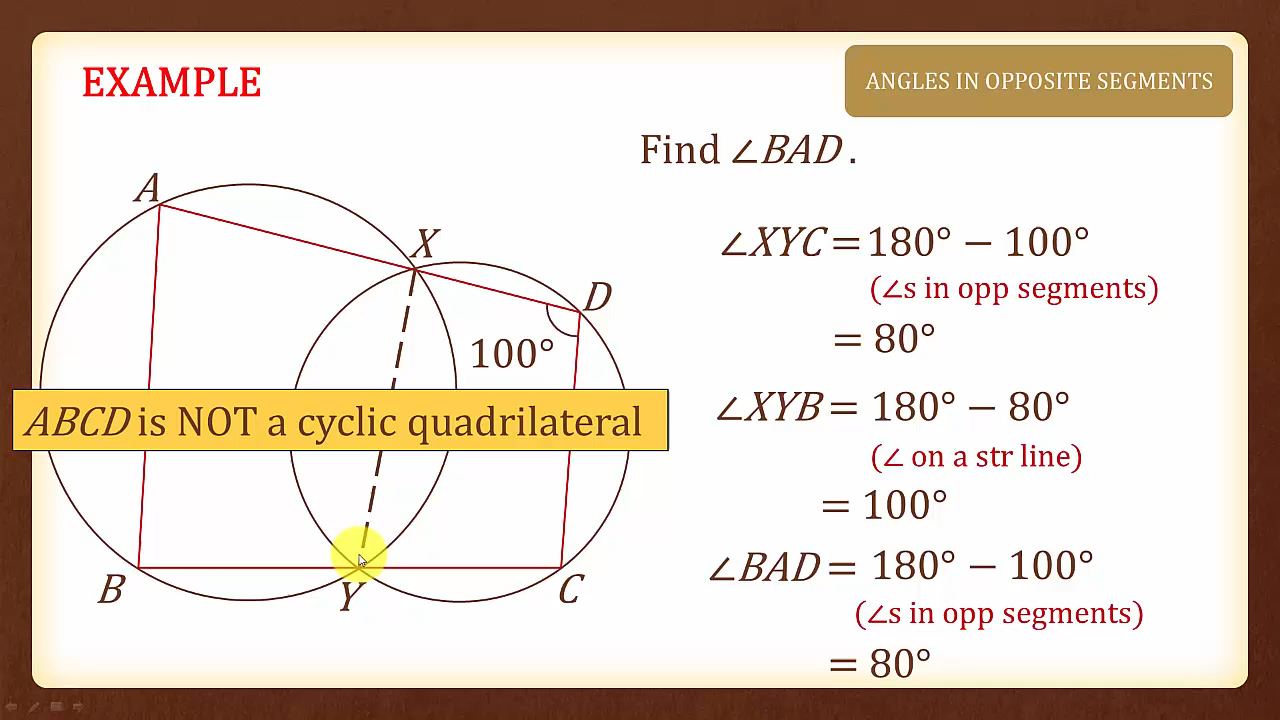 EXAMPLE
ANGLES IN OPPOSITE SEGMENTS
Find ∠BAD .
A
X
D
100°
ABCD is NOT a cyclic quadrilateral
B
Y
C
∠XYC = 180° − 100°
(∠s in opp segments)
= 80°
∠XYB = 180° − 80°
(∠ on a str line)
= 100°
∠BAD = 180° − 100°
(∠s in opp segments)
= 80°